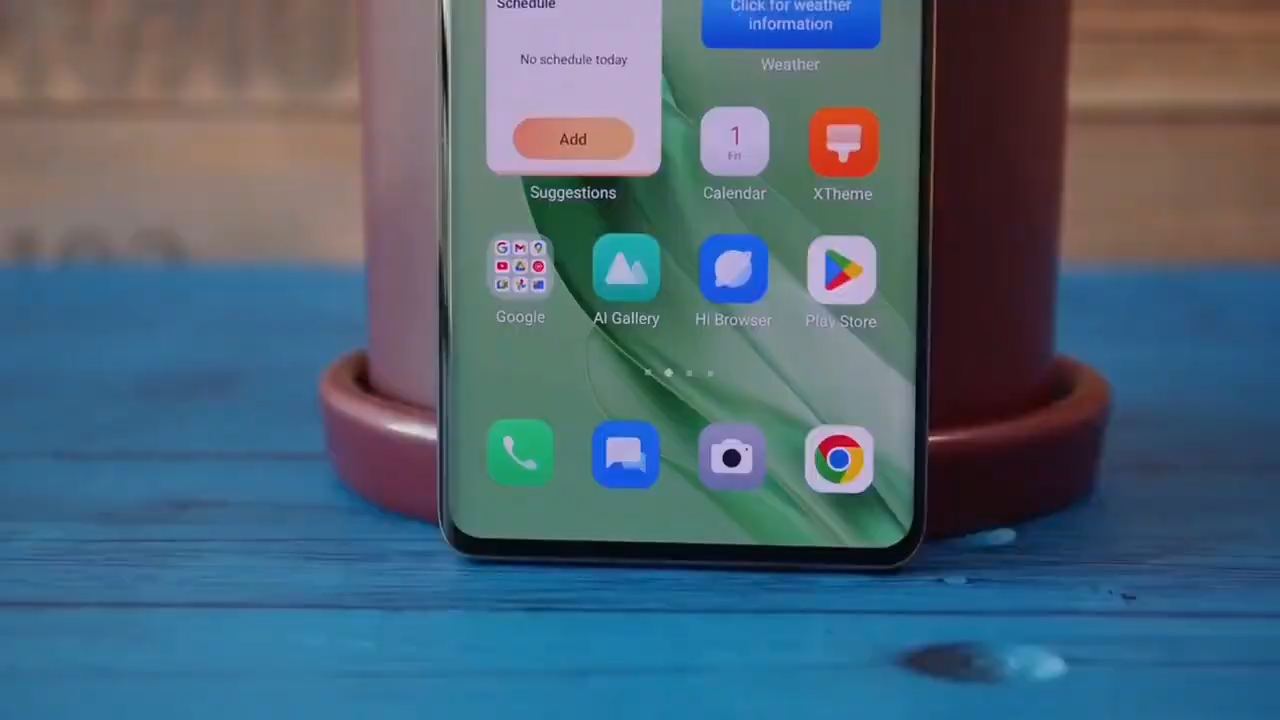 Schedule
No schedule today
Add
Suggestions
Click for weather
information
Weather
1
Fri
Calendar
XTheme
Google
AI Gallery
Hi Browser
Play Store